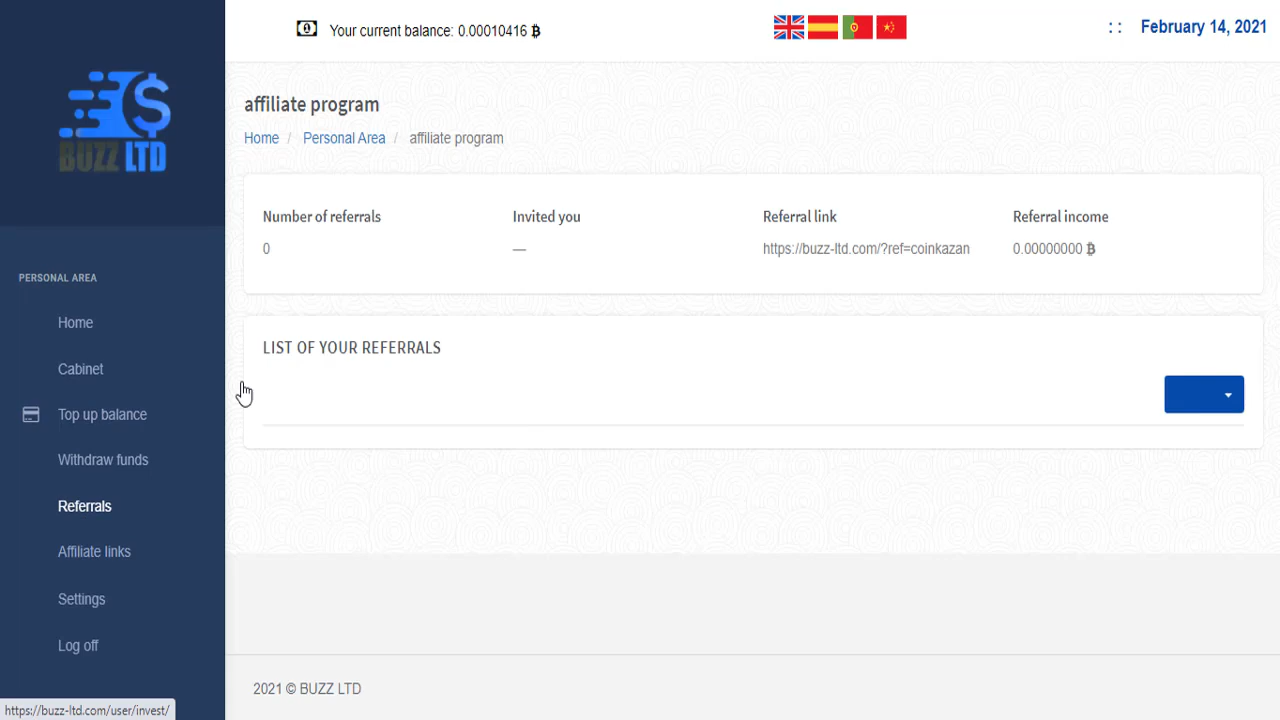 Your current balance: 0.00010416 ₿
: : February 14, 2021
BUZZ LTD
affiliate program
Home / Personal Area / affiliate program
Number of referrals
Invited you
Referral link
Referral income
0
—
https://buzz-ltd.com/?ref=coinkazan
0.00000000 ₿
PERSONAL AREA
Home
Cabinet
Top up balance
Withdraw funds
Referrals
Affiliate links
Settings
Log off
LIST OF YOUR REFERRALS
2021 © BUZZ LTD
https://buzz-ltd.com/user/invest/